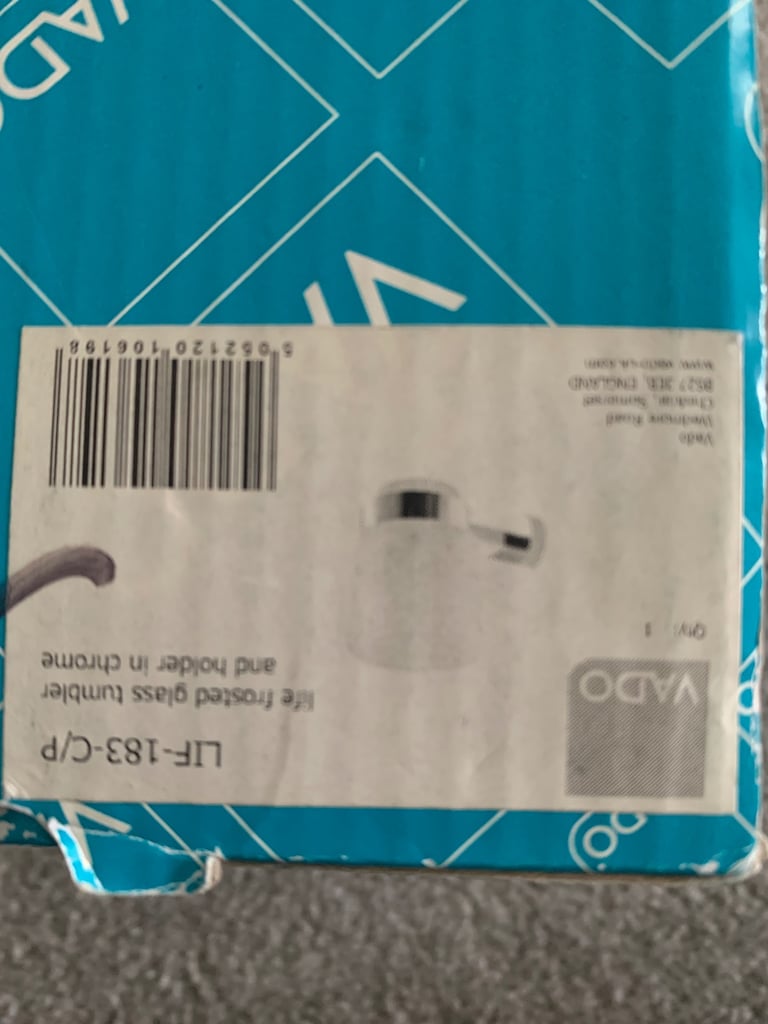 VADO
LIF-183-C/P
life frosted glass tumbler
and holder in chrome
Qty: 1
Vado
Wedmore Road
Cheddar, Somerset
BS27 3EB, ENGLAND
www.vado-uk.com
5 052120 106198
VADO